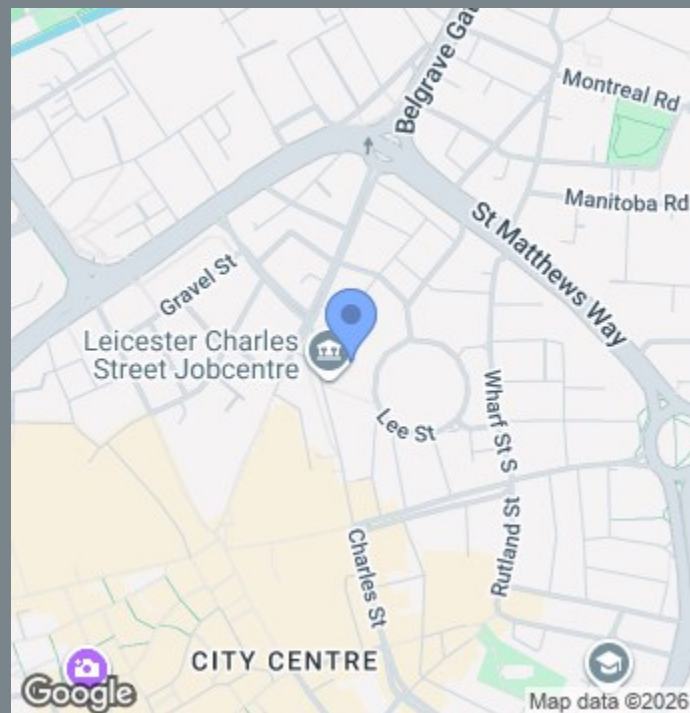 Belgrave Gat
Montreal Rd
Manitoba Rd
St Matthews Way
Gravel St
Leicester Charles
Street Jobcentre
Lee St
Wharf St S
Rutland St
Charles St
CITY CENTRE
Google
Map data ©2026